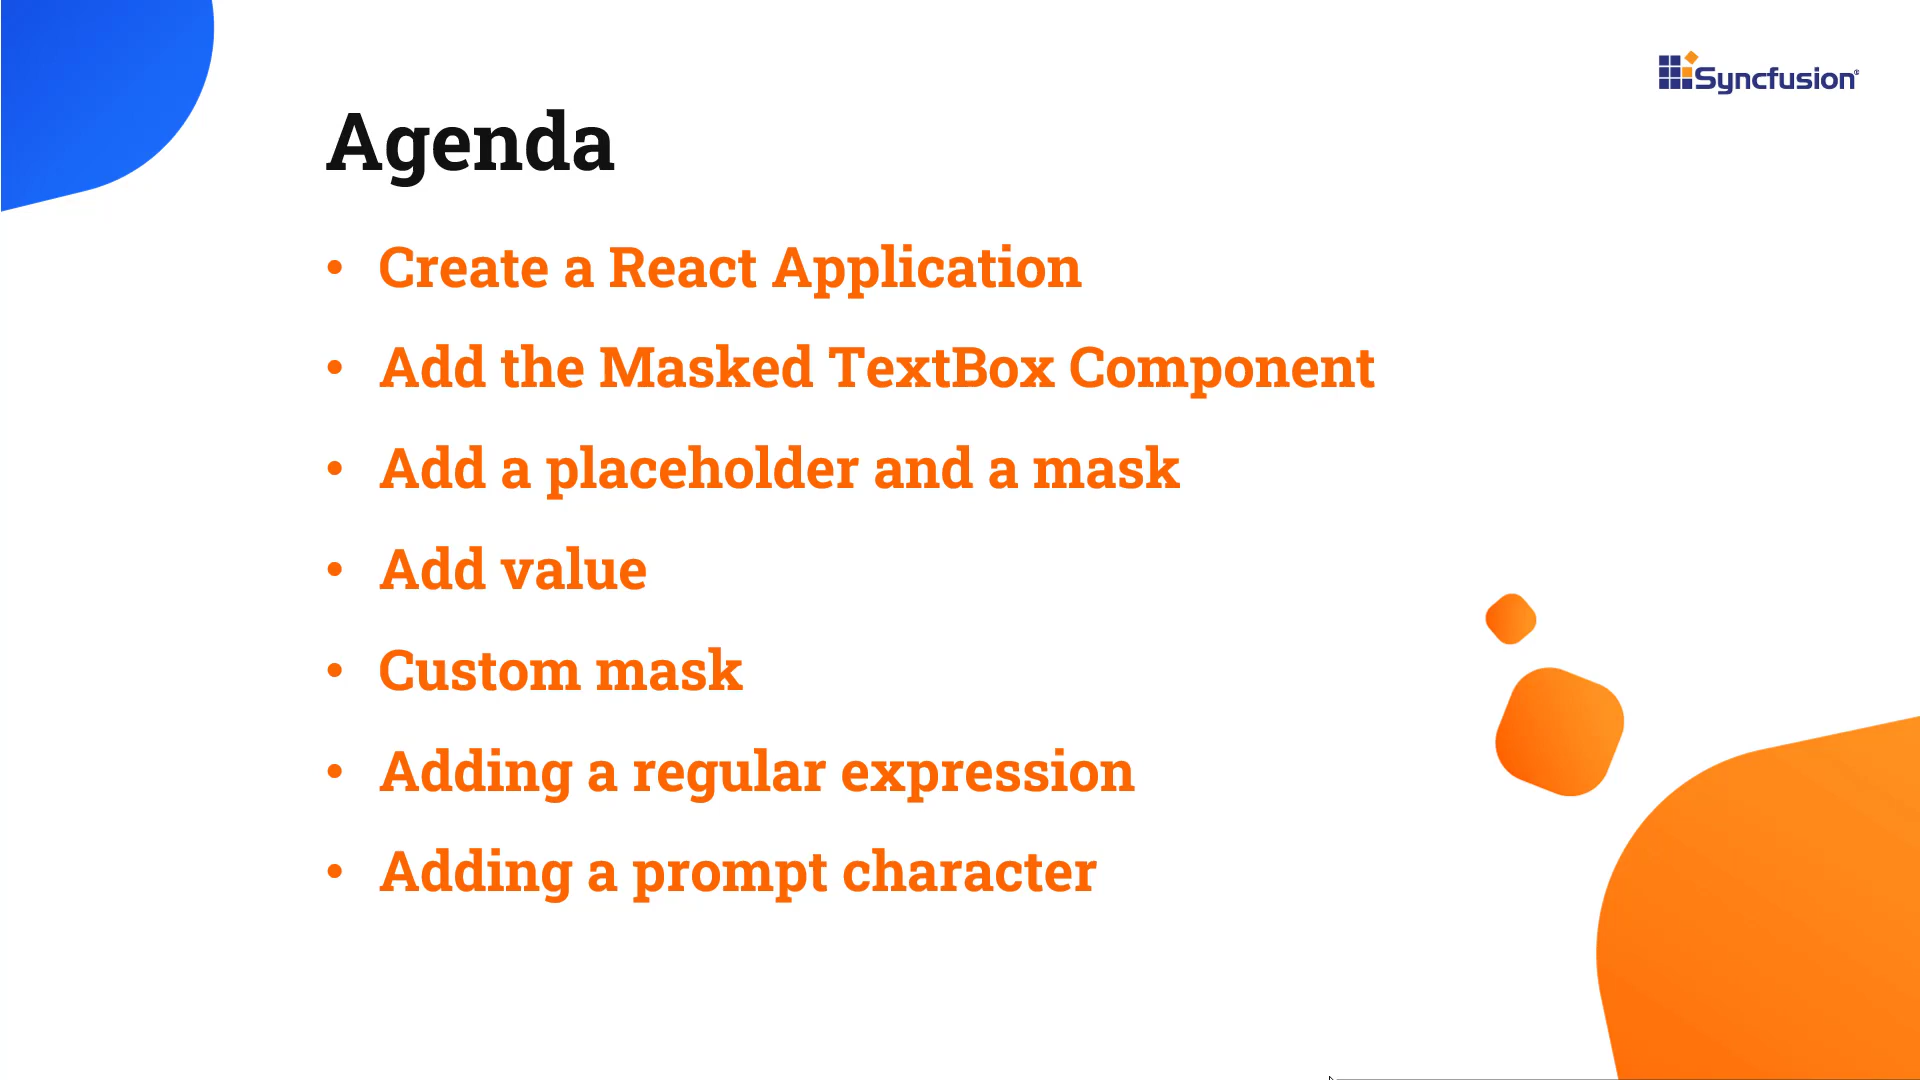 Syncfusion®
Agenda
• Create a React Application
• Add the Masked TextBox Component
• Add a placeholder and a mask
• Add value
• Custom mask
• Adding a regular expression
• Adding a prompt character